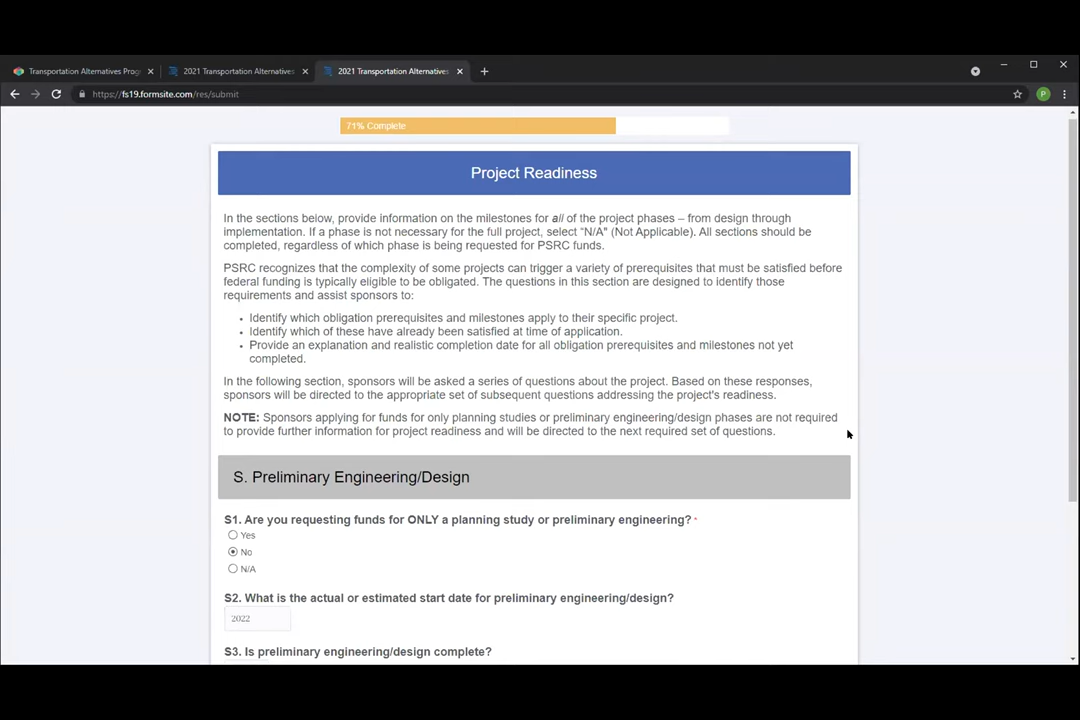 Transportation Alternatives Prog
2021 Transportation Alternatives
2021 Transportation Alternatives
https://fs19.formsite.com/res/submit
P
71% Complete
Project Readiness
In the sections below, provide information on the milestones for all of the project phases – from design through
implementation. If a phase is not necessary for the full project, select "N/A" (Not Applicable). All sections should be
completed, regardless of which phase is being requested for PSRC funds.
PSRC recognizes that the complexity of some projects can trigger a variety of prerequisites that must be satisfied before
federal funding is typically eligible to be obligated. The questions in this section are designed to identify those
requirements and assist sponsors to:
• Identify which obligation prerequisites and milestones apply to their specific project.
• Identify which of these have already been satisfied at time of application.
• Provide an explanation and realistic completion date for all obligation prerequisites and milestones not yet
completed.
In the following section, sponsors will be asked a series of questions about the project. Based on these responses,
sponsors will be directed to the appropriate set of subsequent questions addressing the project's readiness.
NOTE: Sponsors applying for funds for only planning studies or preliminary engineering/design phases are not required
to provide further information for project readiness and will be directed to the next required set of questions.
S. Preliminary Engineering/Design
S1. Are you requesting funds for ONLY a planning study or preliminary engineering? *
Yes
No
N/A
S2. What is the actual or estimated start date for preliminary engineering/design?
2022
S3. Is preliminary engineering/design complete?